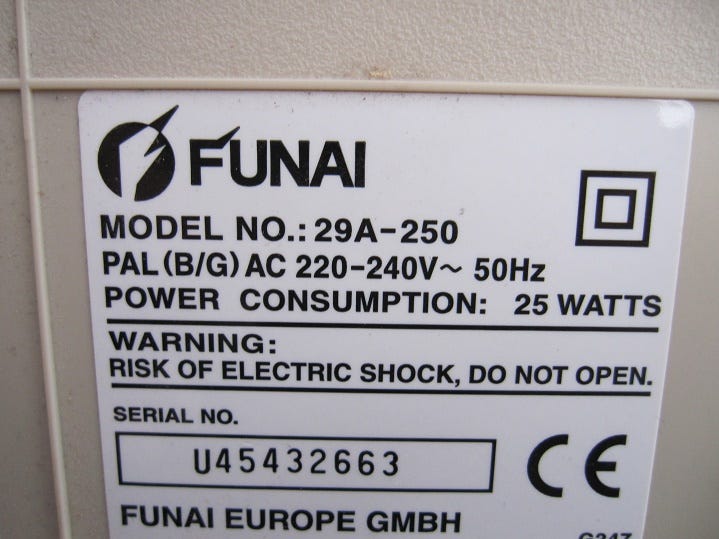 FUNAI
MODEL NO.: 29A-250
PAL (B/G) AC 220-240V~ 50Hz
POWER CONSUMPTION: 25 WATTS
WARNING:
RISK OF ELECTRIC SHOCK, DO NOT OPEN.
SERIAL NO.
U45432663
CE
FUNAI EUROPE GMBH
G247